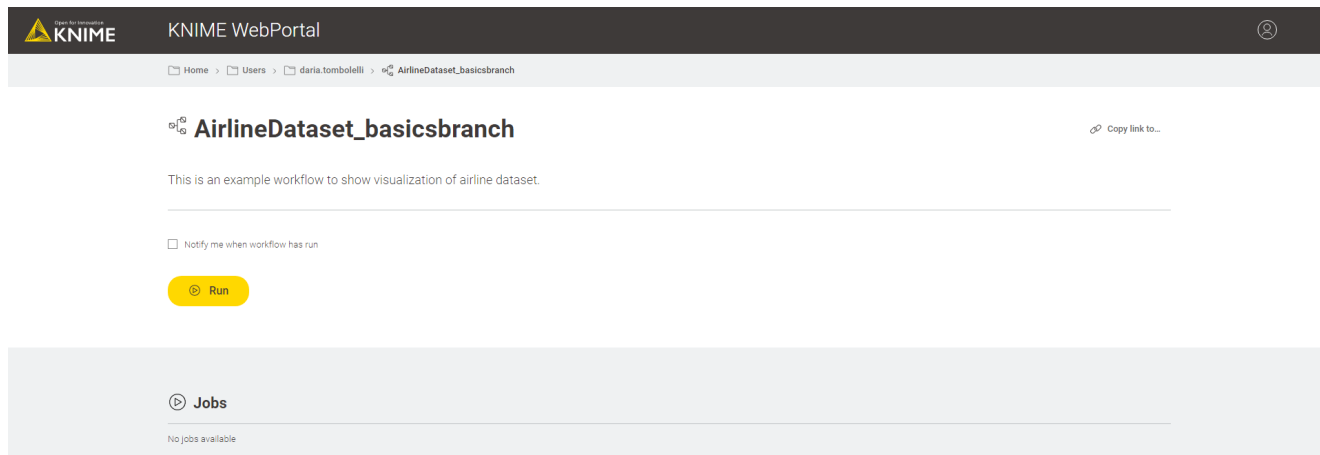 Open for Innovation
KNIME
KNIME WebPortal
Home > Users > daria.tombolelli > AirlineDataset_basicsbranch
AirlineDataset_basicsbranch
Copy link to...
This is an example workflow to show visualization of airline dataset.
Notify me when workflow has run
Run
Jobs
No jobs available